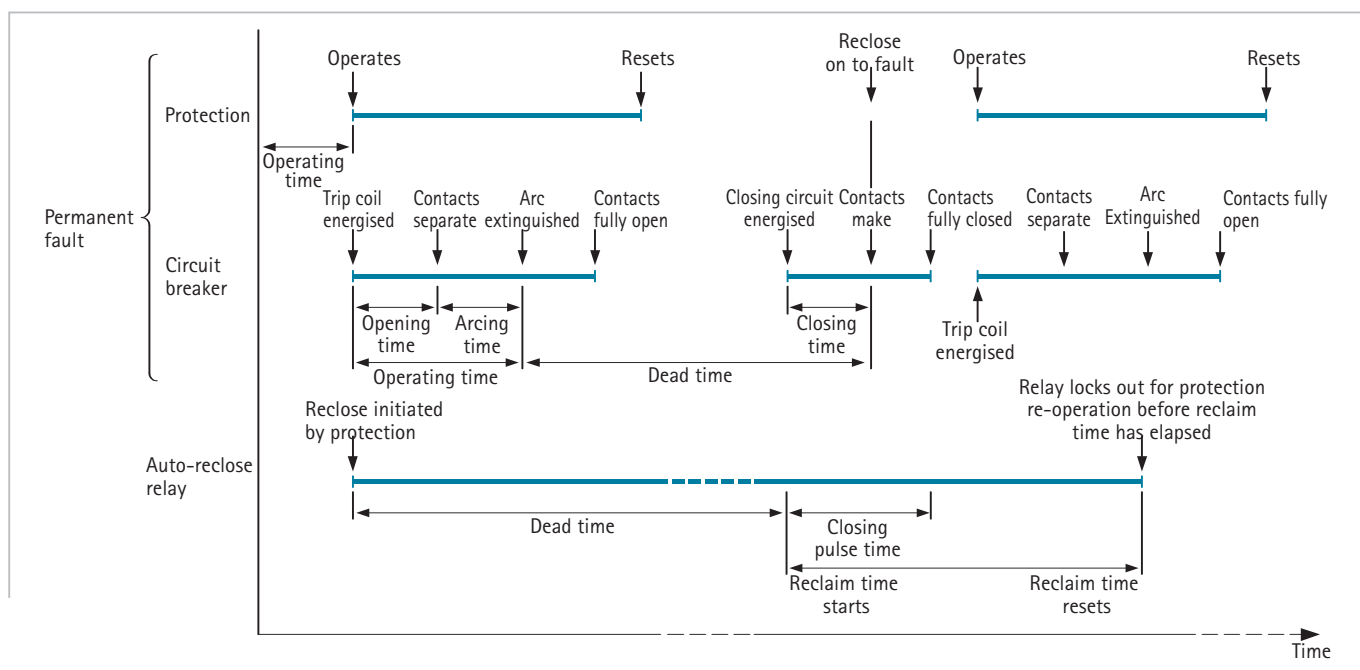 Reclose
on to fault
Operates
Resets
Operates
Resets
Protection
Operating
time
Permanent
fault
Circuit
breaker
Trip coil
energised
Contacts
separate
Arc
extinguished
Contacts
fully open
Closing circuit
energised
Contacts
make
Contacts
fully closed
Contacts
separate
Arc
Extinguished
Contacts fully
open
Opening
time
Arcing
time
Closing
time
Trip coil
energised
Operating time
Dead time
Reclose initiated
by protection
Relay locks out for protection
re-operation before reclaim
time has elapsed
Auto-reclose
relay
Dead time
Closing
pulse time
Reclaim time
starts
Reclaim time
resets
Time